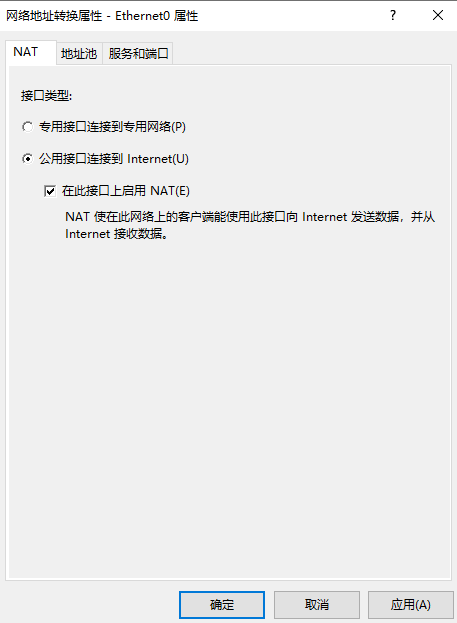 网络地址转换属性 - Ethernet0 属性
?
NAT 地址池 服务和端口
接口类型:
专用接口连接到专用网络(P)
公用接口连接到 Internet(U)
在此接口上启用 NAT(E)
NAT 使在此网络上的客户端能使用此接口向 Internet 发送数据，并从
Internet 接收数据。
确定 取消 应用(A)